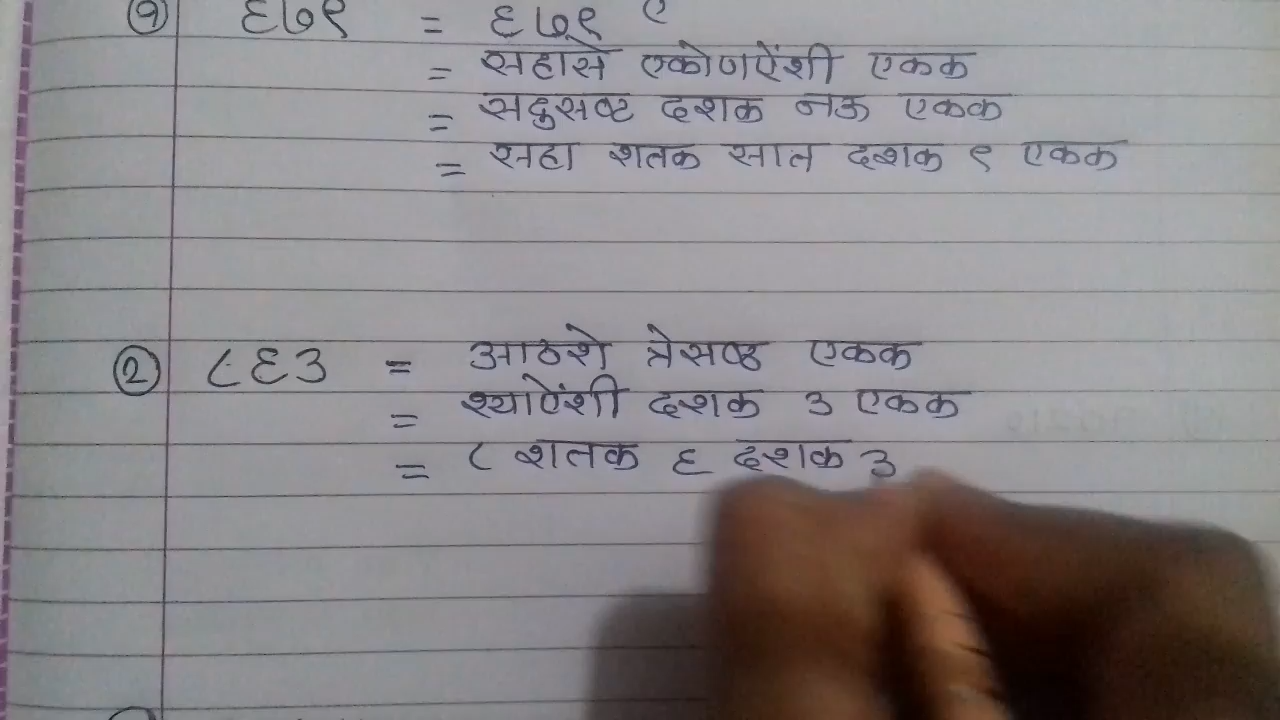 १ ६७९ = ६७९ ए
= सहाशे एकोणऐंशी एकक
= सदुसष्ट दशक नऊ एकक
= सहा शतक सात दशक ९ एकक
२ ८६३ = आठशे त्रेसष्ठ एकक
= श्याऐंशी दशक ३ एकक
= ८ शतक ६ दशक ३